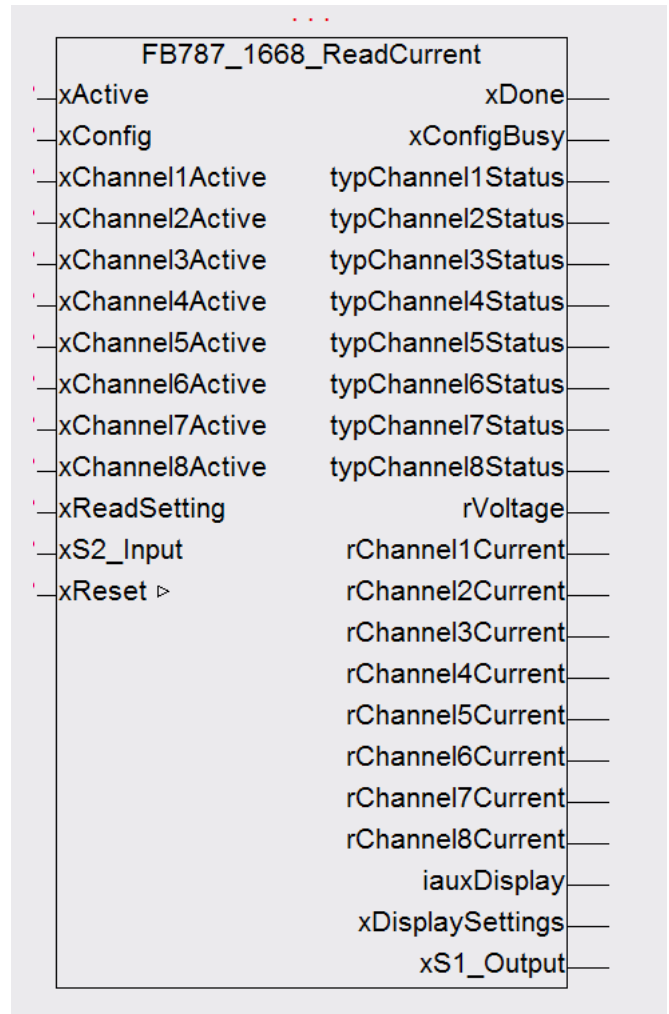 ...
FB787_1668_ReadCurrent
xActive xDone
xConfig xConfigBusy
xChannel1Active typChannel1Status
xChannel2Active typChannel2Status
xChannel3Active typChannel3Status
xChannel4Active typChannel4Status
xChannel5Active typChannel5Status
xChannel6Active typChannel6Status
xChannel7Active typChannel7Status
xChannel8Active typChannel8Status
xReadSetting rVoltage
xS2_Input rChannel1Current
xReset ▷ rChannel2Current
rChannel3Current
rChannel4Current
rChannel5Current
rChannel6Current
rChannel7Current
rChannel8Current
iauxDisplay
xDisplaySettings
xS1_Output